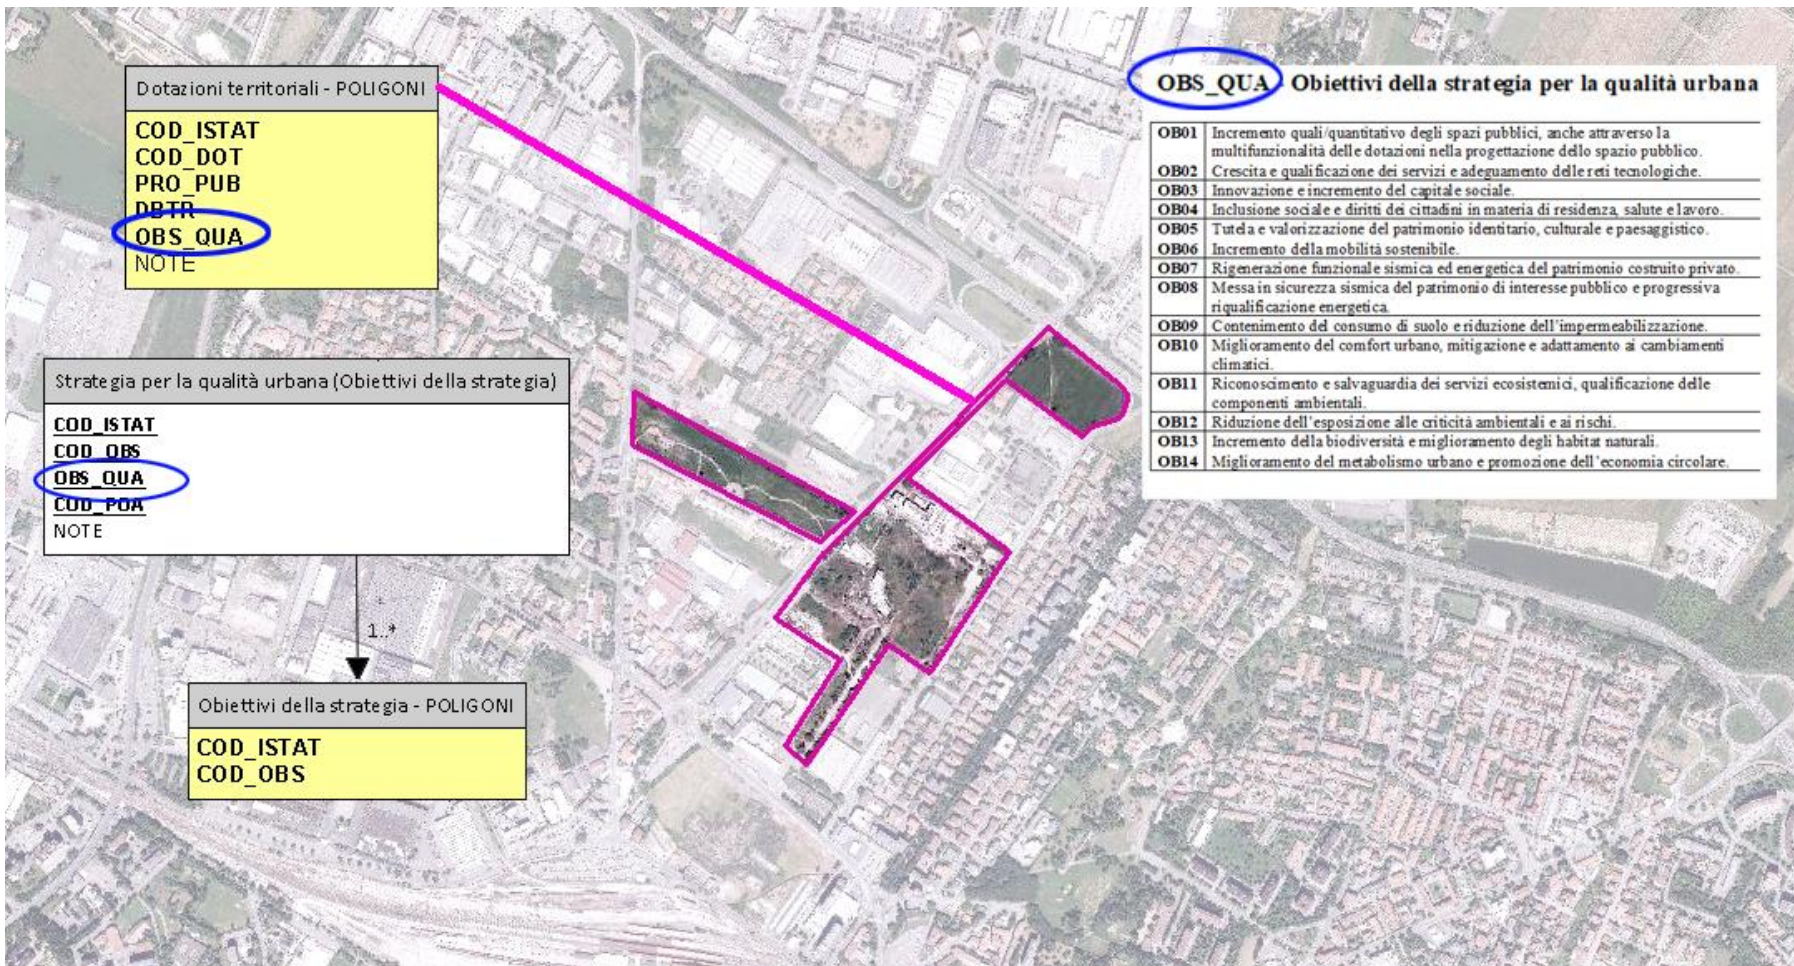 Dotazioni territoriali - POLIGONI
COD_ISTAT
COD_DOT
PRO_PUB
DBTR
OBS_QUA
NOTE
Strategia per la qualità urbana (Obiettivi della strategia)
COD_ISTAT
COD_OBS
OBS_QUA
COD_POA
NOTE
1..*
Obiettivi della strategia - POLIGONI
COD_ISTAT
COD_OBS
OBS_QUA Obiettivi della strategia per la qualità urbana
OB01 Incremento quali/quantitativo degli spazi pubblici, anche attraverso la
multifunzionalità delle dotazioni nella progettazione dello spazio pubblico.
OB02 Crescita e qualificazione dei servizi e adeguamento delle reti tecnologiche.
OB03 Innovazione e incremento del capitale sociale.
OB04 Inclusione sociale e diritti dei cittadini in materia di residenza, salute e lavoro.
OB05 Tutela e valorizzazione del patrimonio identitario, culturale e paesaggistico.
OB06 Incremento della mobilità sostenibile.
OB07 Rigenerazione funzionale sismica ed energetica del patrimonio costruito privato.
OB08 Messa in sicurezza sismica del patrimonio di interesse pubblico e progressiva
riqualificazione energetica.
OB09 Contenimento del consumo di suolo e riduzione dell'impermeabilizzazione.
OB10 Miglioramento del comfort urbano, mitigazione e adattamento ai cambiamenti
climatici.
OB11 Riconoscimento e salvaguardia dei servizi ecosistemici, qualificazione delle
componenti ambientali.
OB12 Riduzione dell'esposizione alle criticità ambientali e ai rischi.
OB13 Incremento della biodiversità e miglioramento degli habitat naturali.
OB14 Miglioramento del metabolismo urbano e promozione dell'economia circolare.